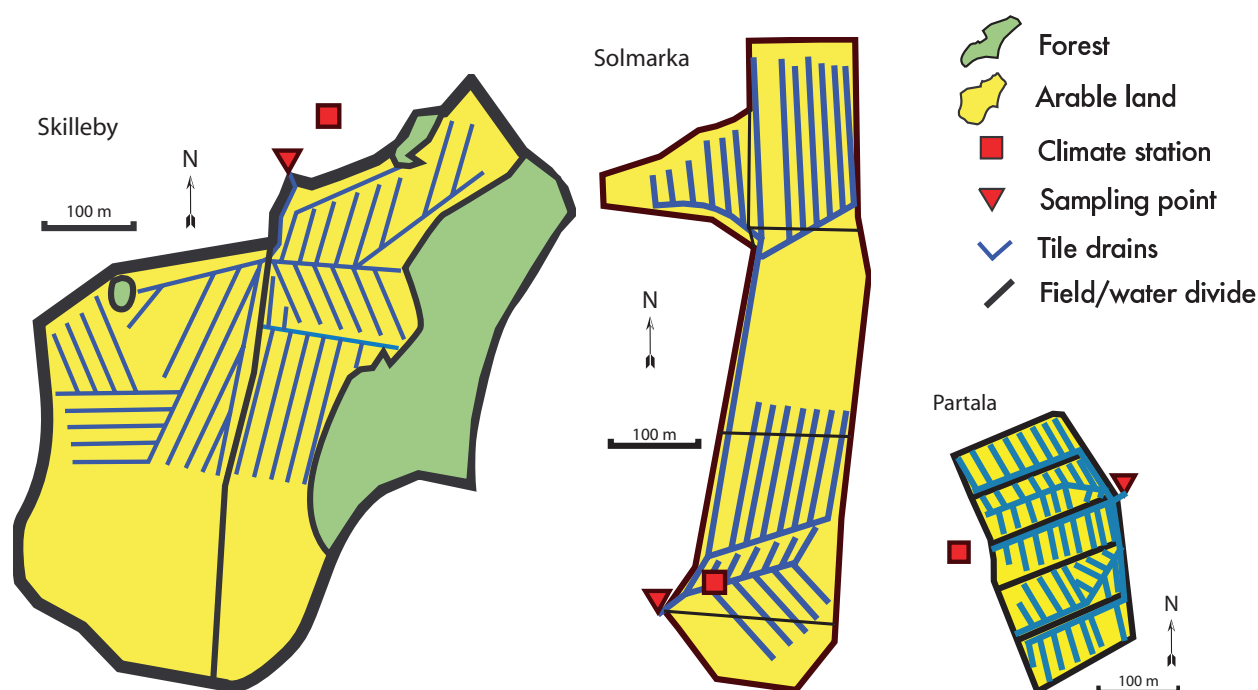 Skilleby
N
100 m
Solmarka
N
100 m
Forest
Arable land
Climate station
Sampling point
Tile drains
Field/water divide
Partala
N
100 m